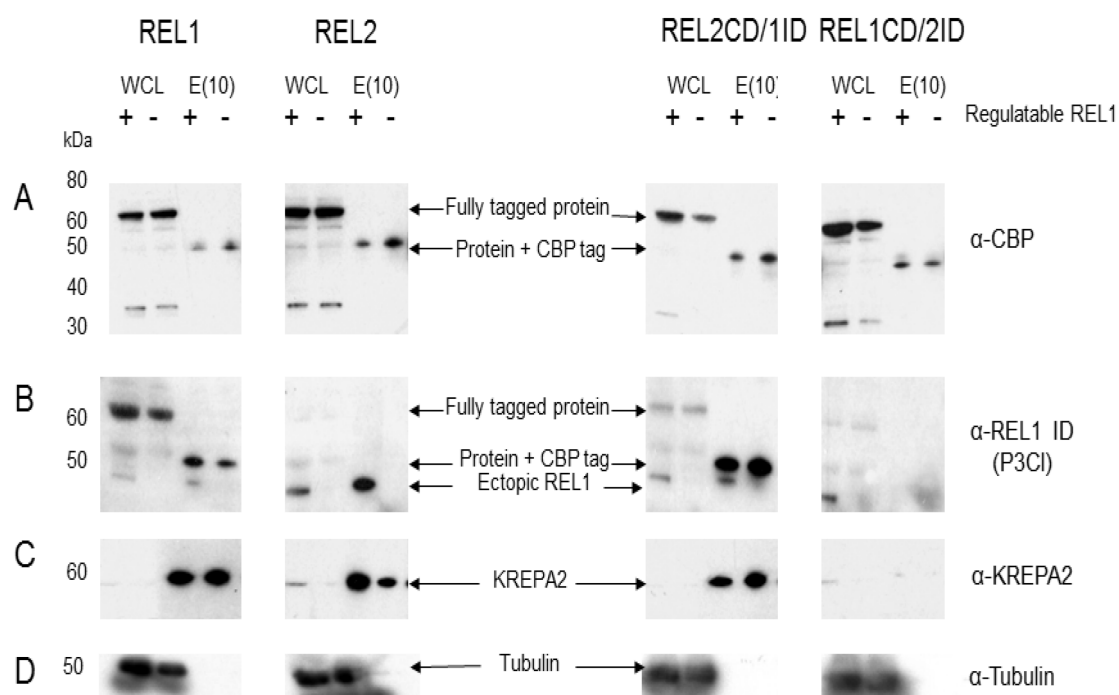 REL1 REL2 REL2CD/1ID REL1CD/2ID
WCL E(10) WCL E(10) WCL E(10) WCL E(10)
+ - + - + - + - + - + - + - + - Regulatable REL1
kDa
A
80
60
50
40
30
Fully tagged protein
Protein + CBP tag
α-CBP
B
60
50
Fully tagged protein
Protein + CBP tag
Ectopic REL1
α-REL1 ID
(P3Cl)
C
60
KREPA2
α-KREPA2
D
50
Tubulin
α-Tubulin